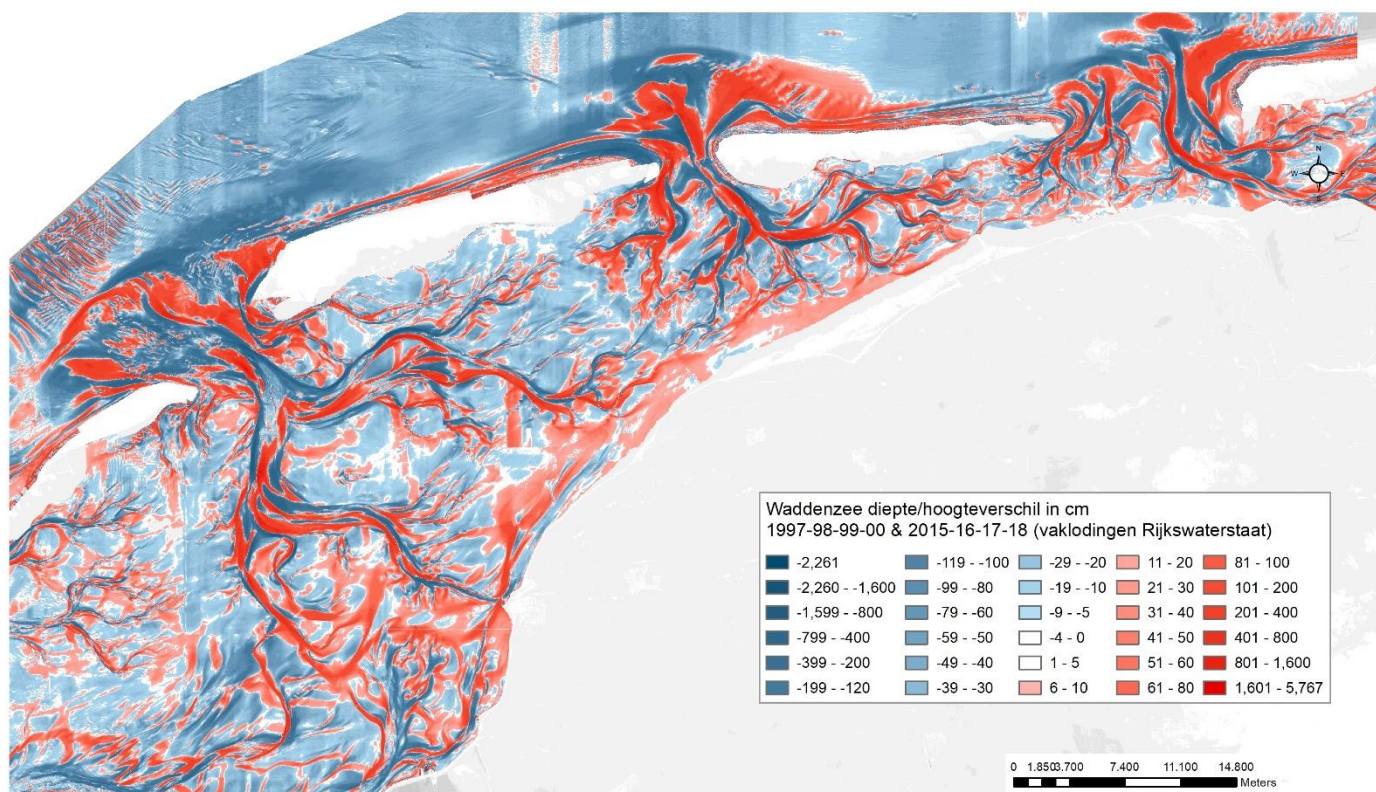 N
W E
S
Waddenzee diepte/hoogteverschil in cm
1997-98-99-00 & 2015-16-17-18 (vaklodingen Rijkswaterstaat)
-2,261 -119 - -100 -29 - -20 11 - 20 81 - 100
-2,260 - -1,600 -99 - -80 -19 - -10 21 - 30 101 - 200
-1,599 - -800 -79 - -60 -9 - -5 31 - 40 201 - 400
-799 - -400 -59 - -50 -4 - 0 41 - 50 401 - 800
-399 - -200 -49 - -40 1 - 5 51 - 60 801 - 1,600
-199 - -120 -39 - -30 6 - 10 61 - 80 1,601 - 5,767
0 1.850 3.700 7.400 11.100 14.800
Meters